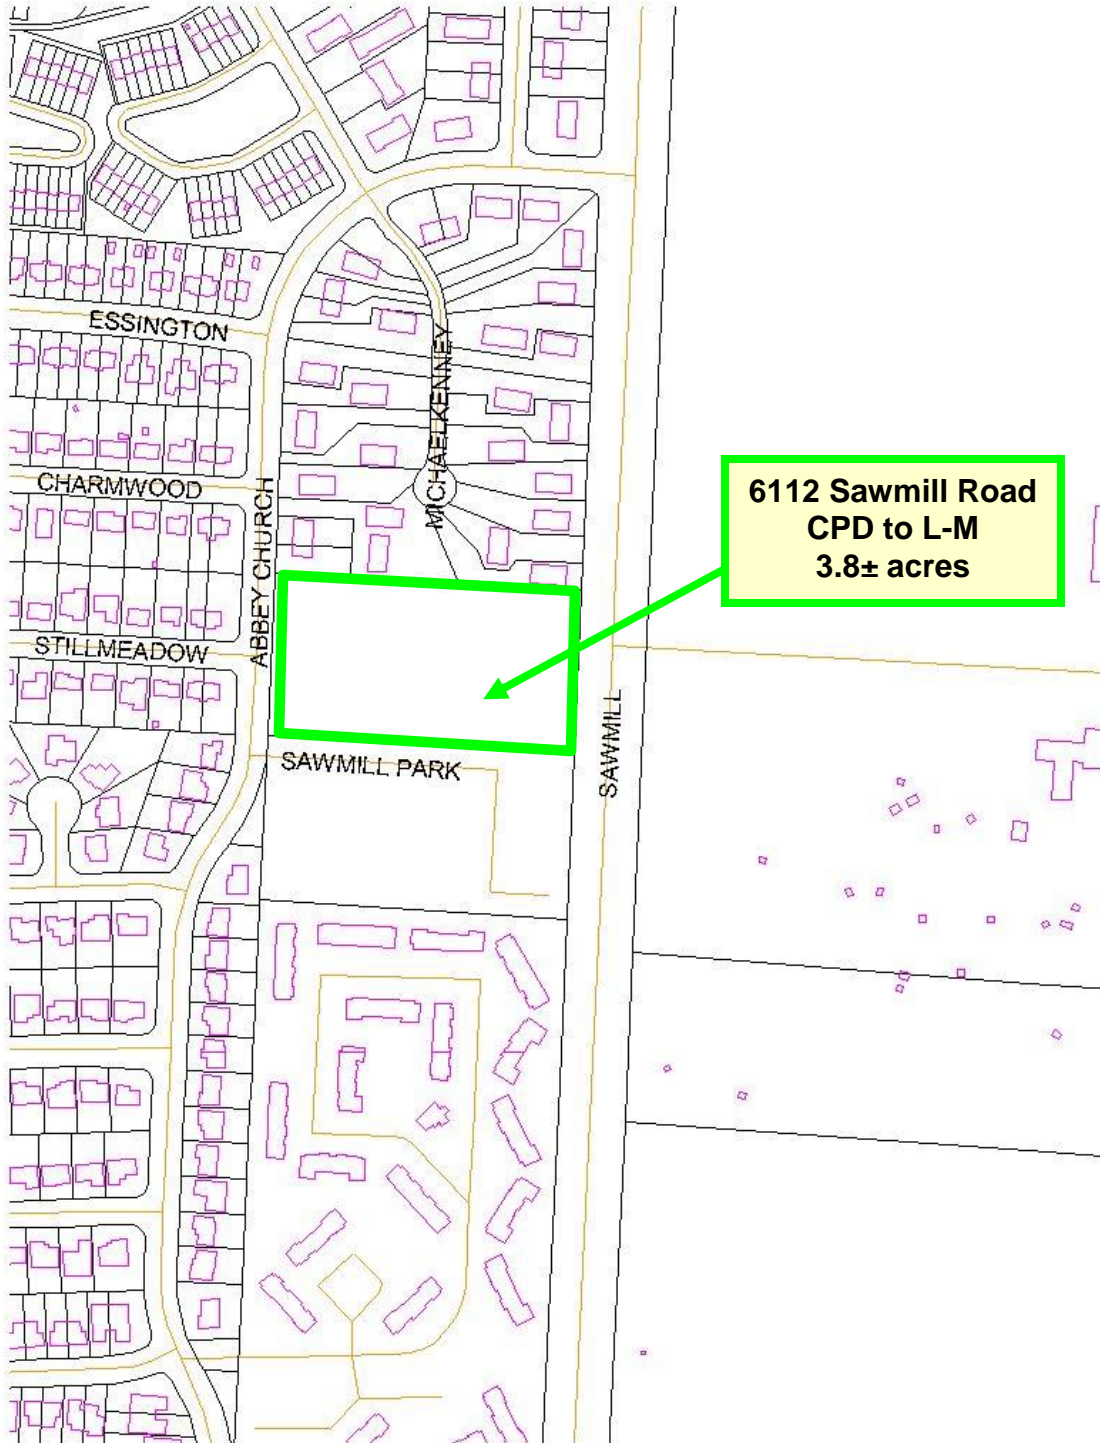 ESSINGTON
MICHAELKENNEY
CHARMWOOD
ABBEY CHURCH
6112 Sawmill Road
CPD to L-M
3.8± acres
STILLMEADOW
SAWMILL
SAWMILL PARK